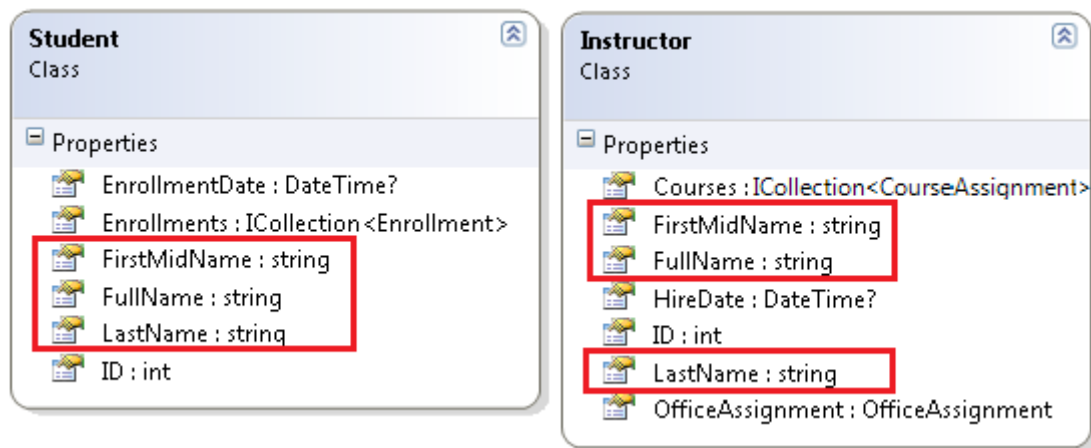 Student
Class
Properties
EnrollmentDate : DateTime?
Enrollments : ICollection<Enrollment>
FirstMidName : string
FullName : string
LastName : string
ID : int
Instructor
Class
Properties
Courses : ICollection<CourseAssignment>
FirstMidName : string
FullName : string
HireDate : DateTime?
ID : int
LastName : string
OfficeAssignment : OfficeAssignment